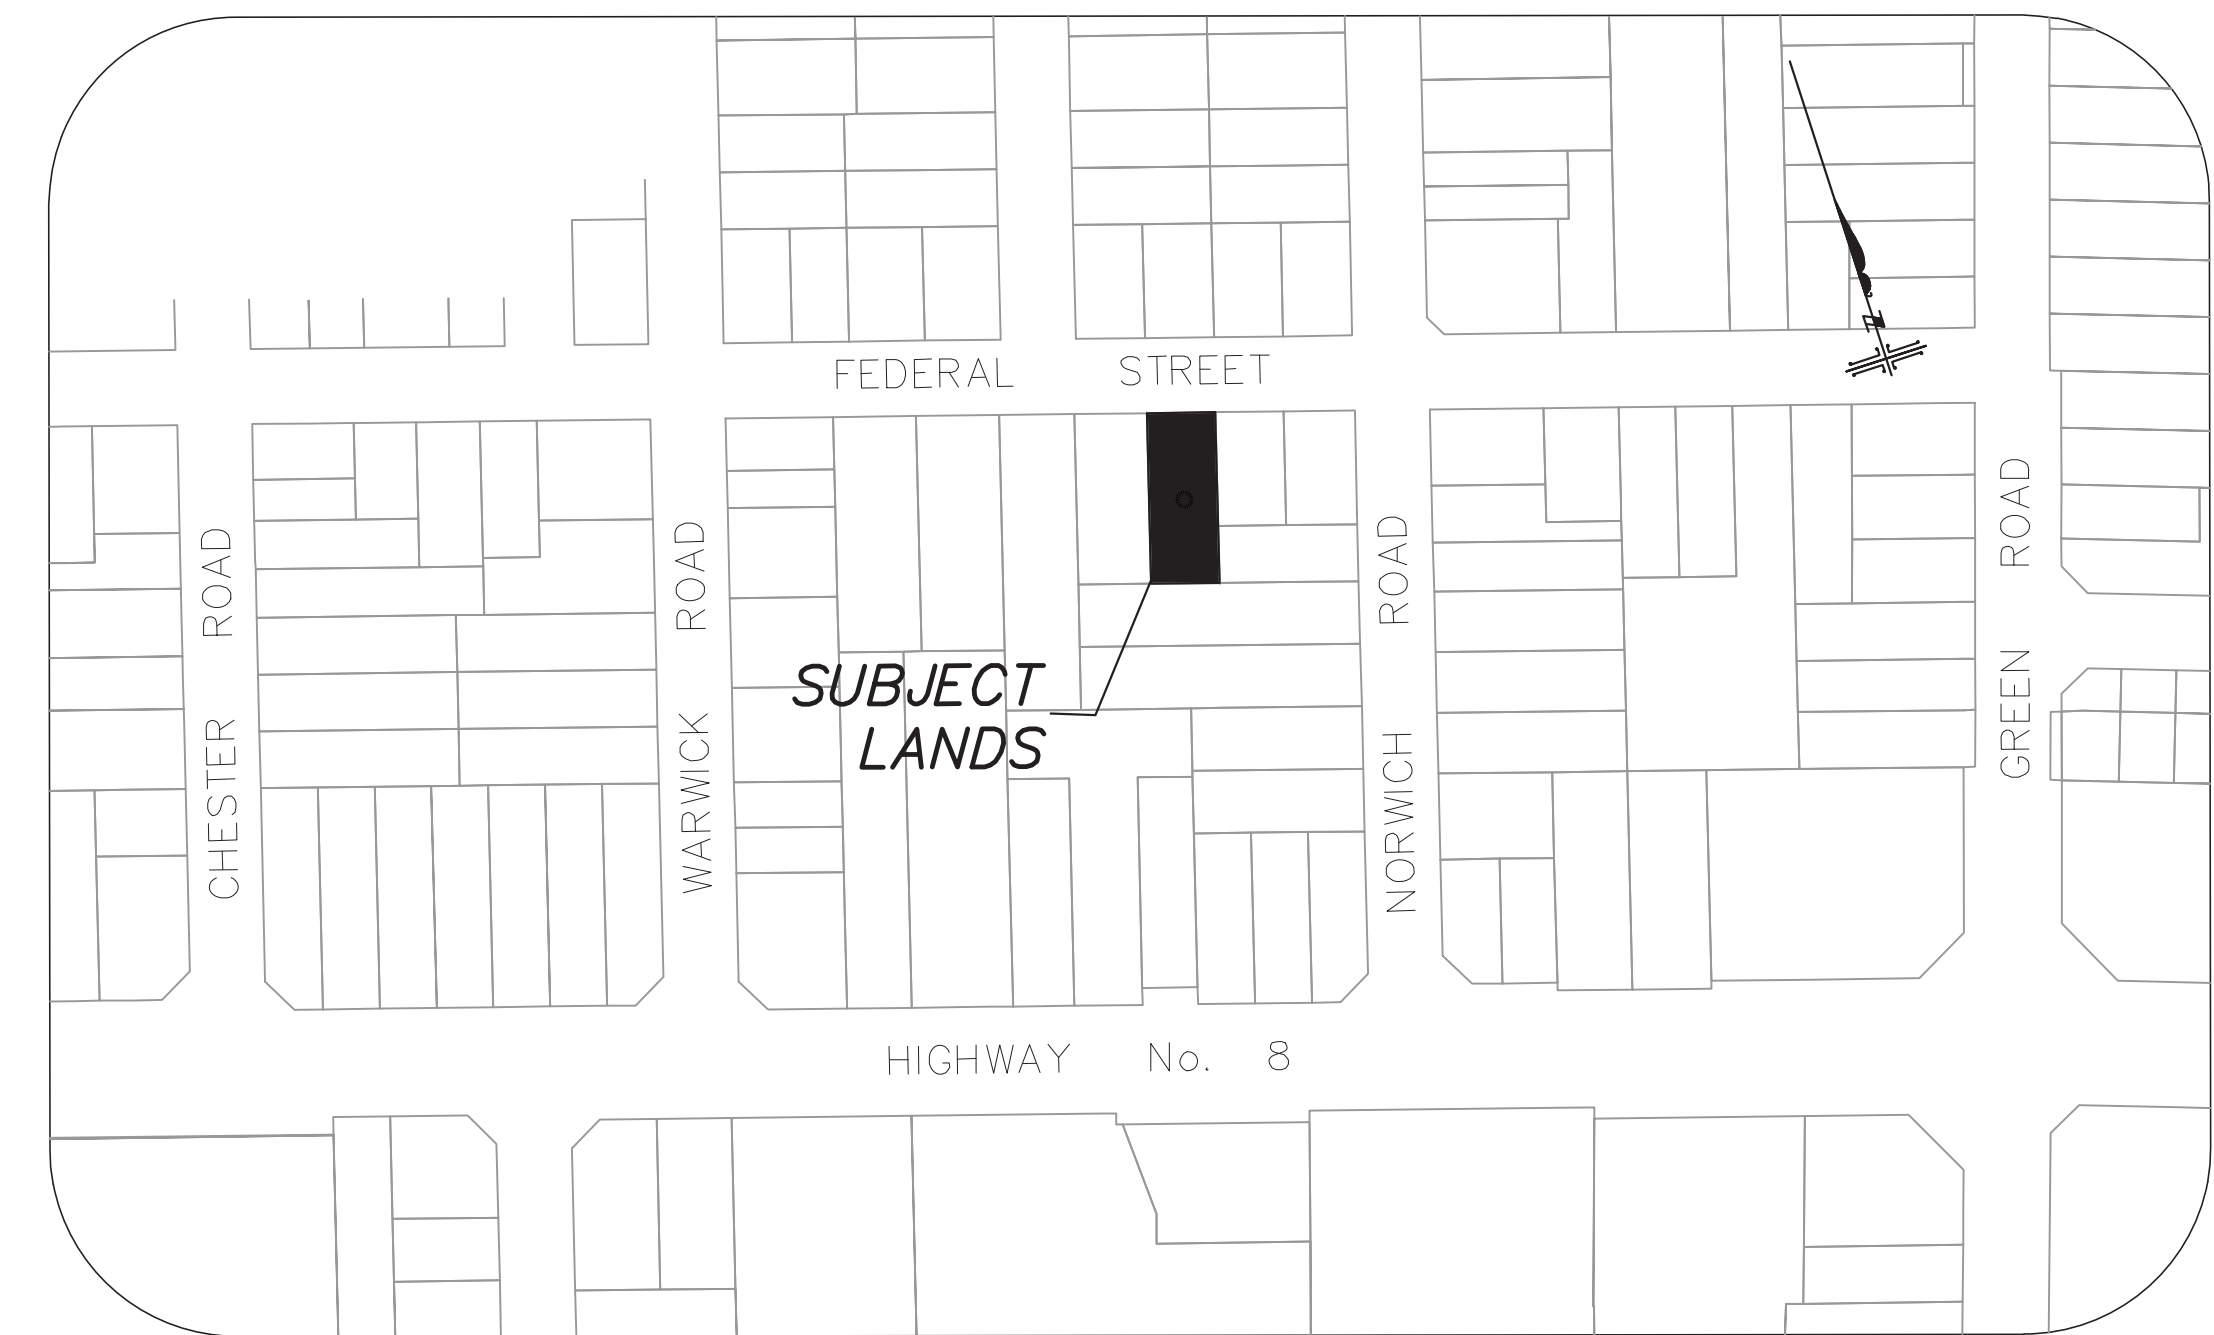 FEDERAL STREET
CHESTER ROAD
WARWICK ROAD
NORWICH ROAD
GREEN ROAD
SUBJECT
LANDS
HIGHWAY No. 8
N